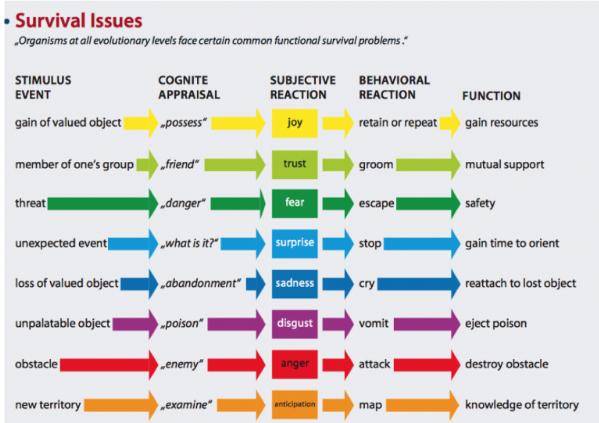 • Survival Issues
„Organisms at all evolutionary levels face certain common functional survival problems .“
STIMULUS EVENT COGNITE APPRAISAL SUBJECTIVE REACTION BEHAVIORAL REACTION FUNCTION
gain of valued object „possess“ joy retain or repeat gain resources
member of one's group „friend“ trust groom mutual support
threat „danger“ fear escape safety
unexpected event „what is it?“ surprise stop gain time to orient
loss of valued object „abandonment“ sadness cry reattach to lost object
unpalatable object „poison“ disgust vomit eject poison
obstacle „enemy“ anger attack destroy obstacle
new territory „examine“ anticipation map knowledge of territory